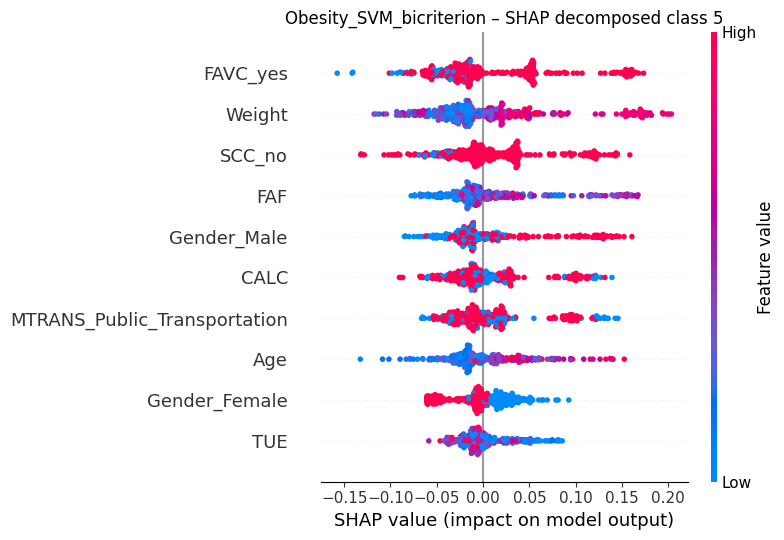 Obesity_SVM_bicriterion – SHAP decomposed class 5
High
FAVC_yes
Weight
SCC_no
FAF
Gender_Male
CALC
MTRANS_Public_Transportation
Age
Gender_Female
TUE
Feature value
Low
−0.15 −0.10 −0.05 0.00 0.05 0.10 0.15 0.20
SHAP value (impact on model output)